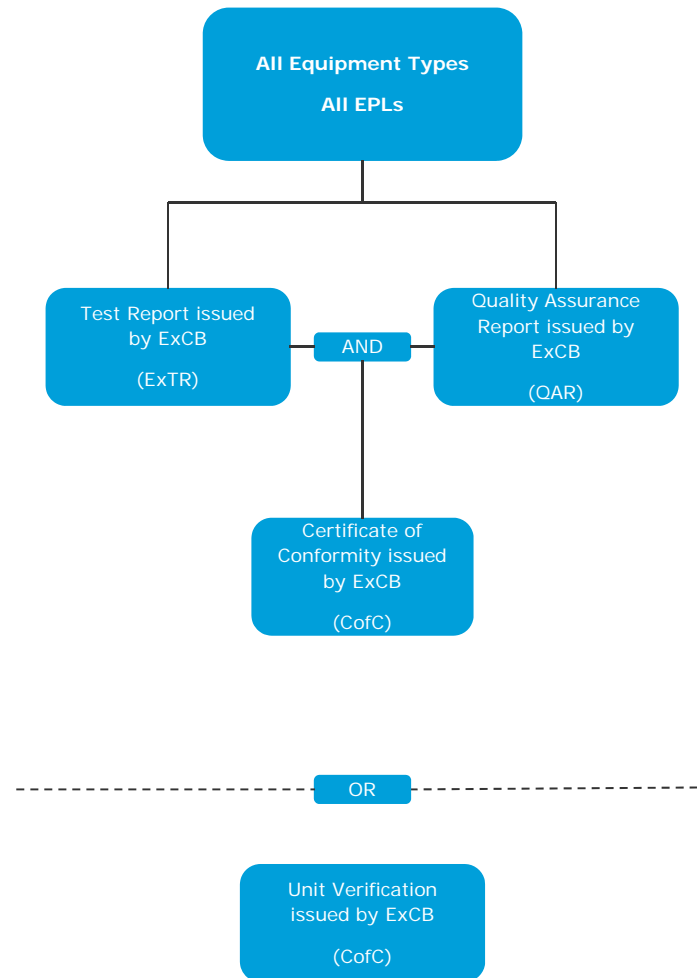 All Equipment Types
All EPLs
Test Report issued
by ExCB
(ExTR)
AND
Quality Assurance
Report issued by
ExCB
(QAR)
Certificate of
Conformity issued
by ExCB
(CofC)
OR
Unit Verification
issued by ExCB
(CofC)